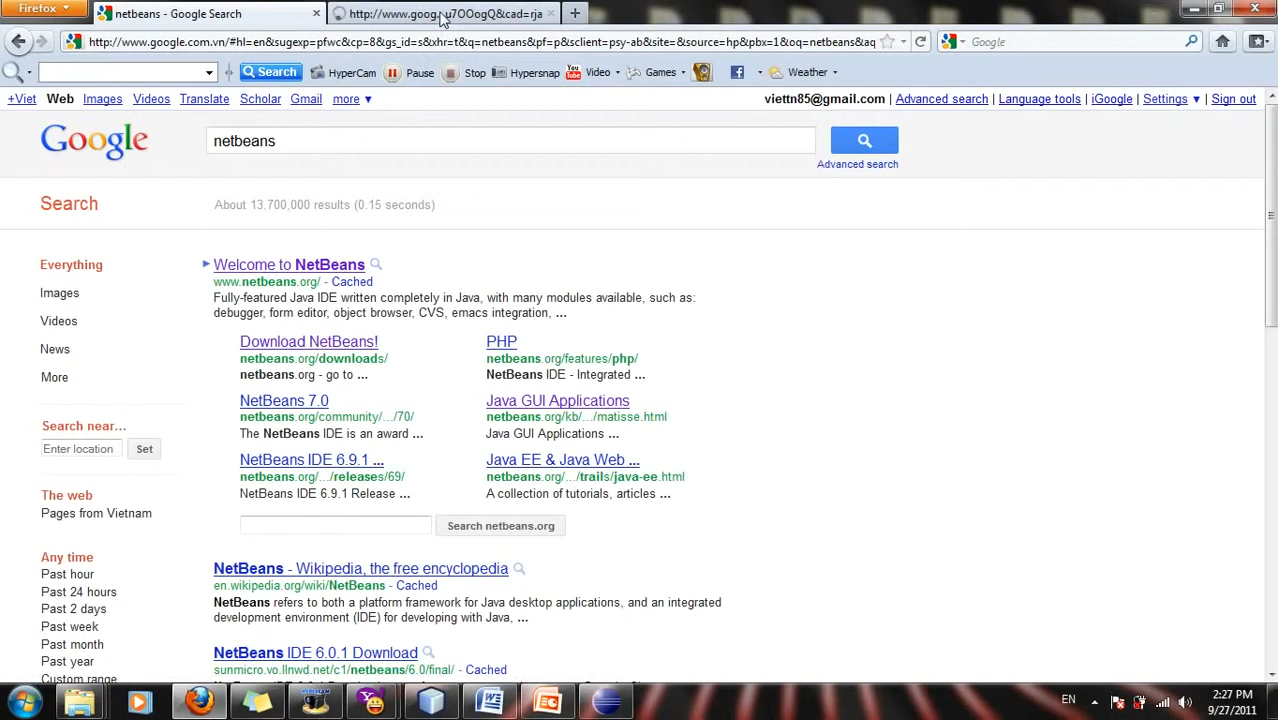 Firefox
netbeans - Google Search
http://www.goog...u7OOogQ&cad=rja
http://www.google.com.vn/#hl=en&sugexp=pfwc&cp=8&gs_id=s&xhr=t&q=netbeans&pf=p&sclient=psy-ab&site=&source=hp&pbx=1&oq=netbeans&aq
Google
Search HyperCam Pause Stop Hypersnap Video Games Weather
+Viet Web Images Videos Translate Scholar Gmail more ▼
viettn85@gmail.com | Advanced search | Language tools | iGoogle | Settings ▼ | Sign out
Google
netbeans
Advanced search
Search
About 13,700,000 results (0.15 seconds)
Everything
Images
Videos
News
More
Search near...
Enter location Set
The web
Pages from Vietnam
Any time
Past hour
Past 24 hours
Past 2 days
Past week
Past month
Past year
Custom range
Welcome to NetBeans
www.netbeans.org/ - Cached
Fully-featured Java IDE written completely in Java, with many modules available, such as:
debugger, form editor, object browser, CVS, emacs integration, ...
Download NetBeans!
netbeans.org/downloads/
netbeans.org - go to ...
PHP
netbeans.org/features/php/
NetBeans IDE - Integrated ...
NetBeans 7.0
netbeans.org/community/.../70/
The NetBeans IDE is an award ...
Java GUI Applications
netbeans.org/kb/.../matisse.html
Java GUI Applications ...
NetBeans IDE 6.9.1 ...
netbeans.org/.../releases/69/
NetBeans IDE 6.9.1 Release ...
Java EE & Java Web ...
netbeans.org/.../trails/java-ee.html
A collection of tutorials, articles ...
Search netbeans.org
NetBeans - Wikipedia, the free encyclopedia
en.wikipedia.org/wiki/NetBeans - Cached
NetBeans refers to both a platform framework for Java desktop applications, and an integrated
development environment (IDE) for developing with Java, ...
NetBeans IDE 6.0.1 Download
sunmicro.vo.llnwd.net/c1/netbeans/6.0/final/ - Cached
EN
2:27 PM
9/27/2011